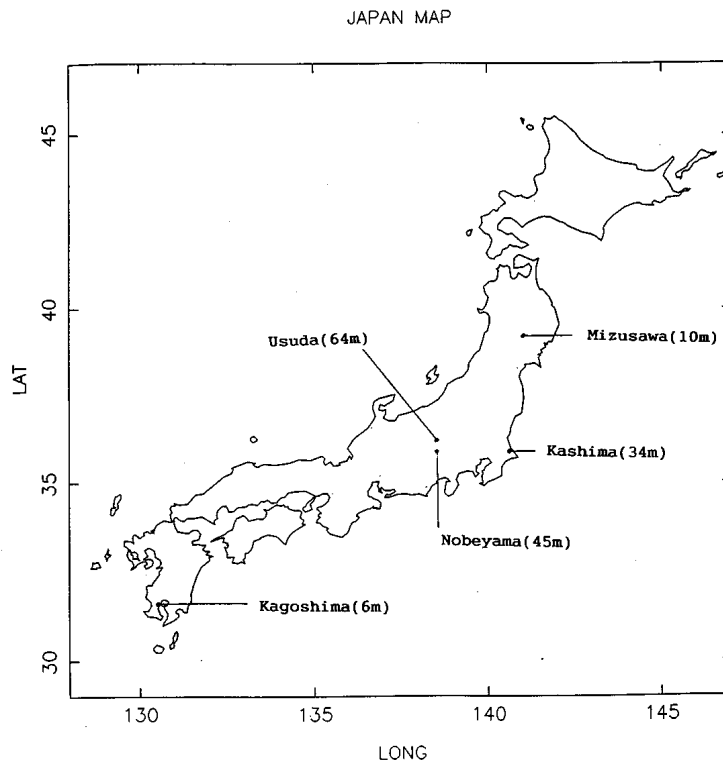 JAPAN MAP
45
40
35
30
LAT
Usuda(64m)
Mizusawa(10m)
Kashima(34m)
Nobeyama(45m)
Kagoshima(6m)
130
135
140
145
LONG